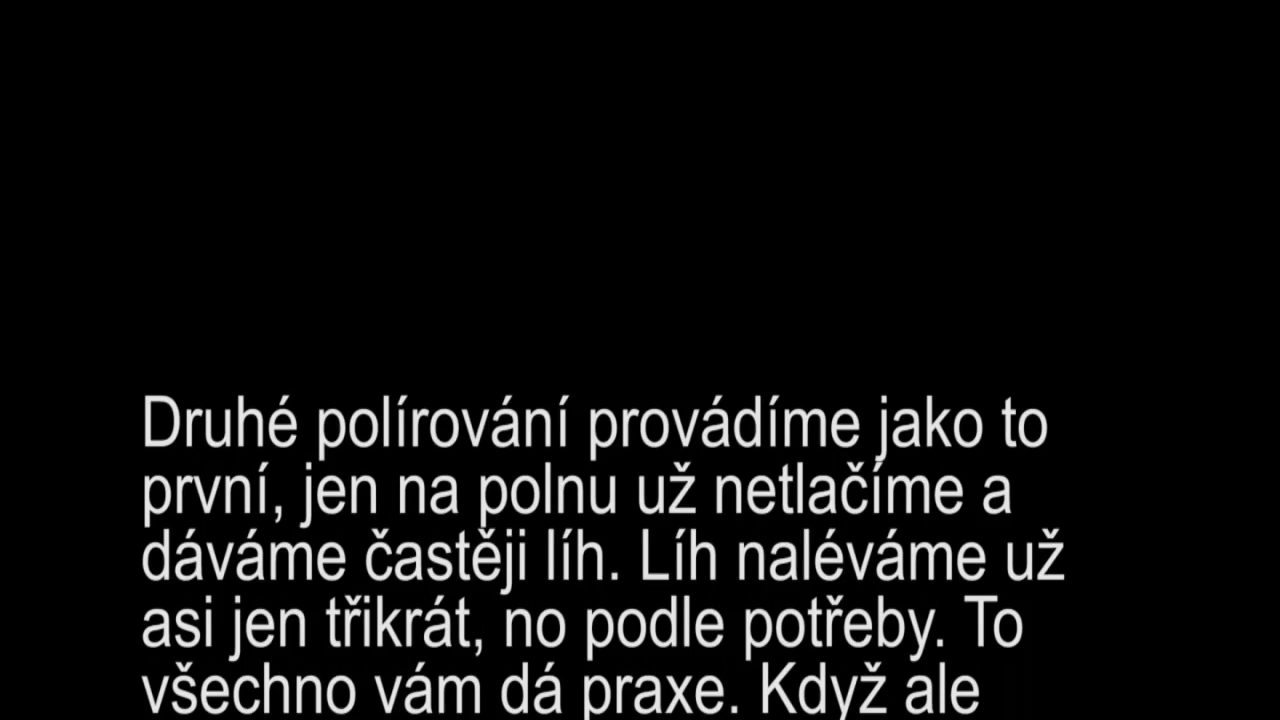 Druhé polírování provádíme jako to
první, jen na polnu už netlačíme a
dáváme častěji líh. Líh naléváme už
asi jen třikrát, no podle potřeby. To
všechno vám dá praxe. Když ale